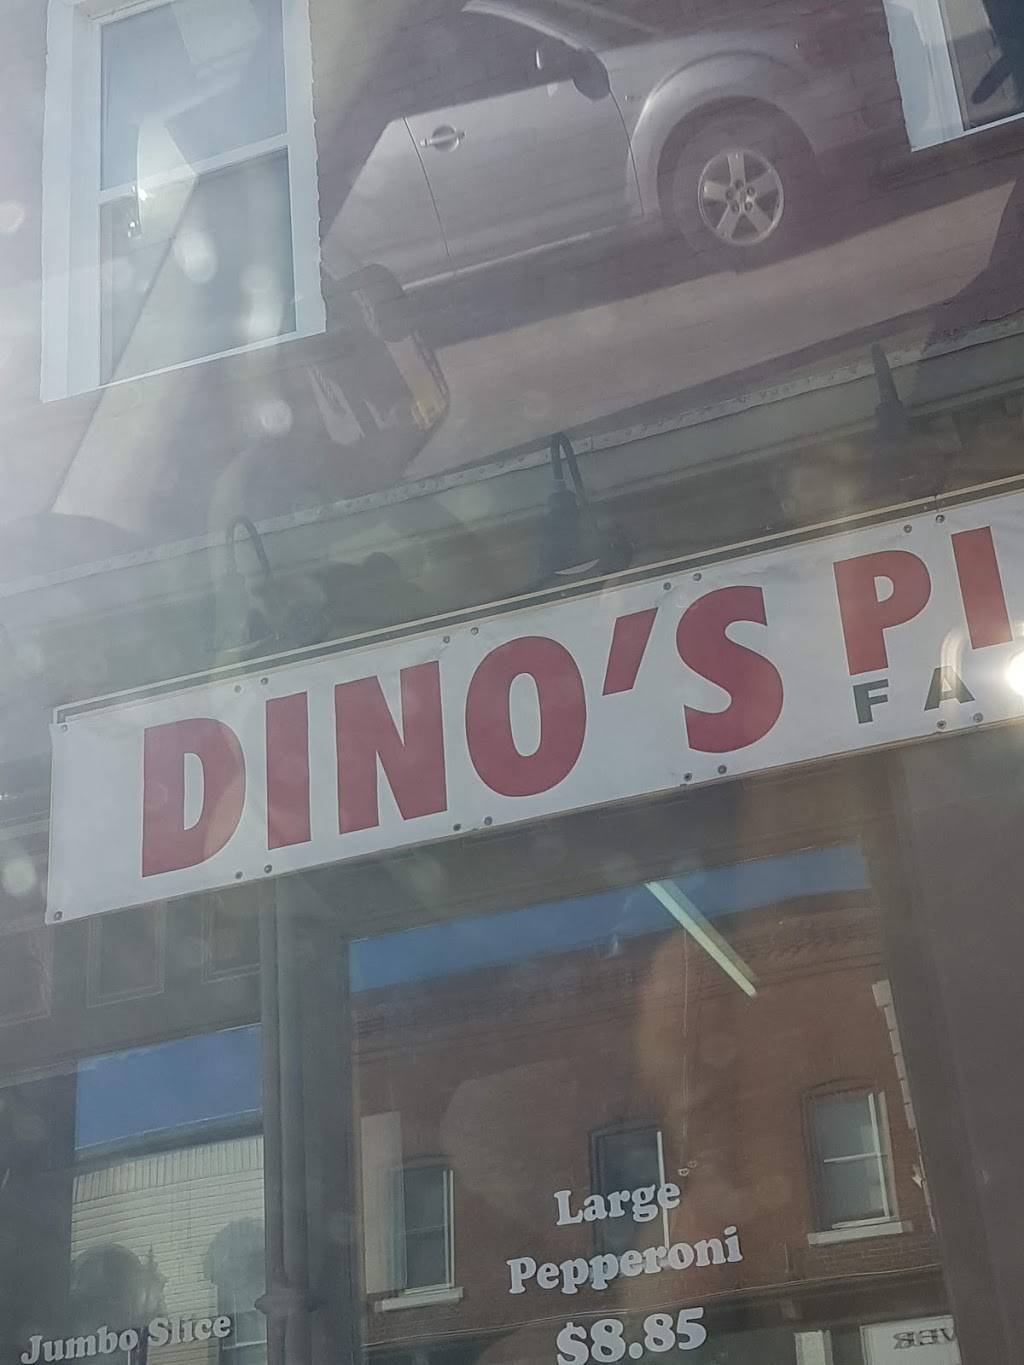 DINO'S PI
FA
Large
Pepperoni
$8.85
Jumbo Slice